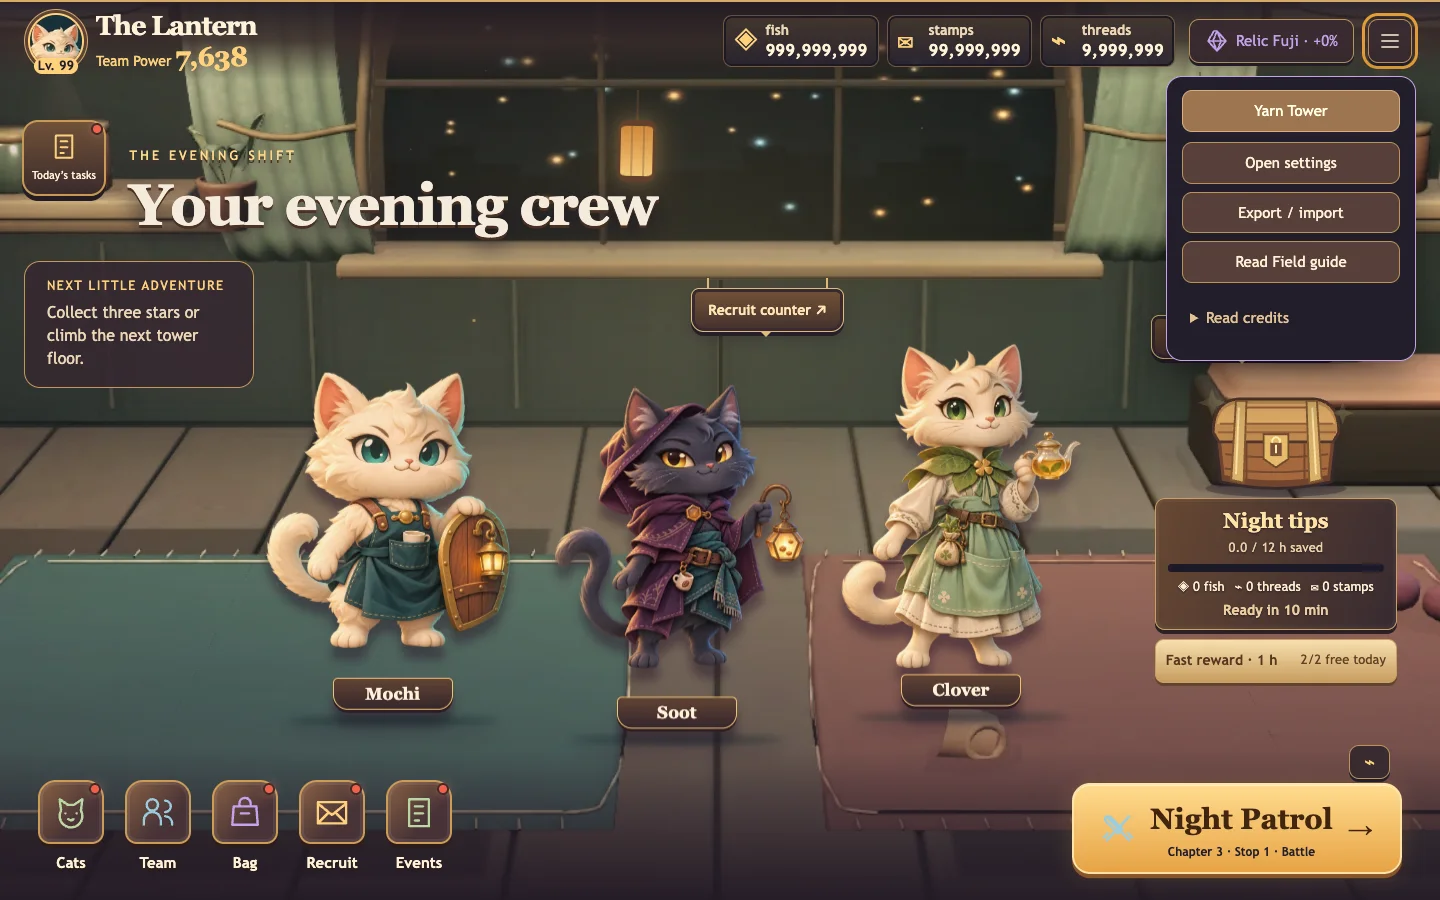 The Lantern
Team Power 7,638
Lv. 99
fish
999,999,999
stamps
99,999,999
threads
9,999,999
Relic Fuji · +0%
Yarn Tower
Open settings
Export / import
Read Field guide
▶ Read credits
Today's tasks
THE EVENING SHIFT
Your evening crew
NEXT LITTLE ADVENTURE
Collect three stars or
climb the next tower
floor.
Recruit counter ↗
Mochi
Soot
Clover
Night tips
0.0 / 12 h saved
0 fish 0 threads 0 stamps
Ready in 10 min
Fast reward · 1 h 2/2 free today
Cats
Team
Bag
Recruit
Events
Night Patrol →
Chapter 3 · Stop 1 · Battle